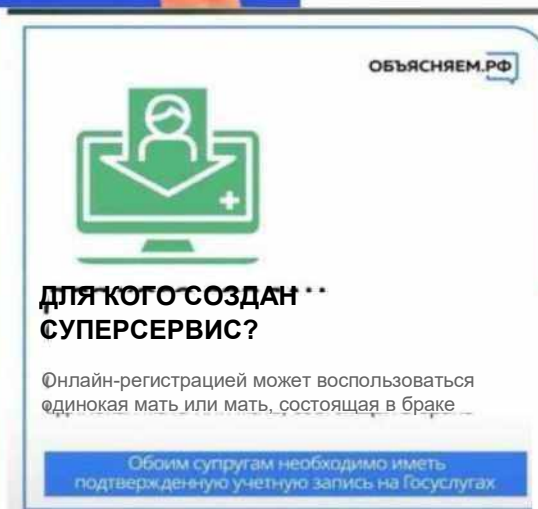 ОБЪЯСНЯЕМ.РФ
ДЛЯ КОГО СОЗДАН
СУПЕРСЕРВИС?
Онлайн-регистрацией может воспользоваться
одинокая мать или мать, состоящая в браке
Обоим супругам необходимо иметь
подтвержденную учетную запись на Госуслугах